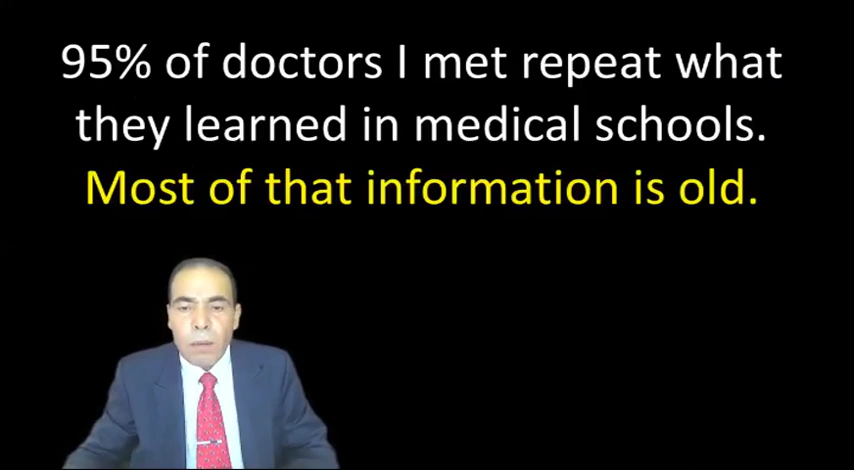 95% of doctors I met repeat what
they learned in medical schools.
Most of that information is old.